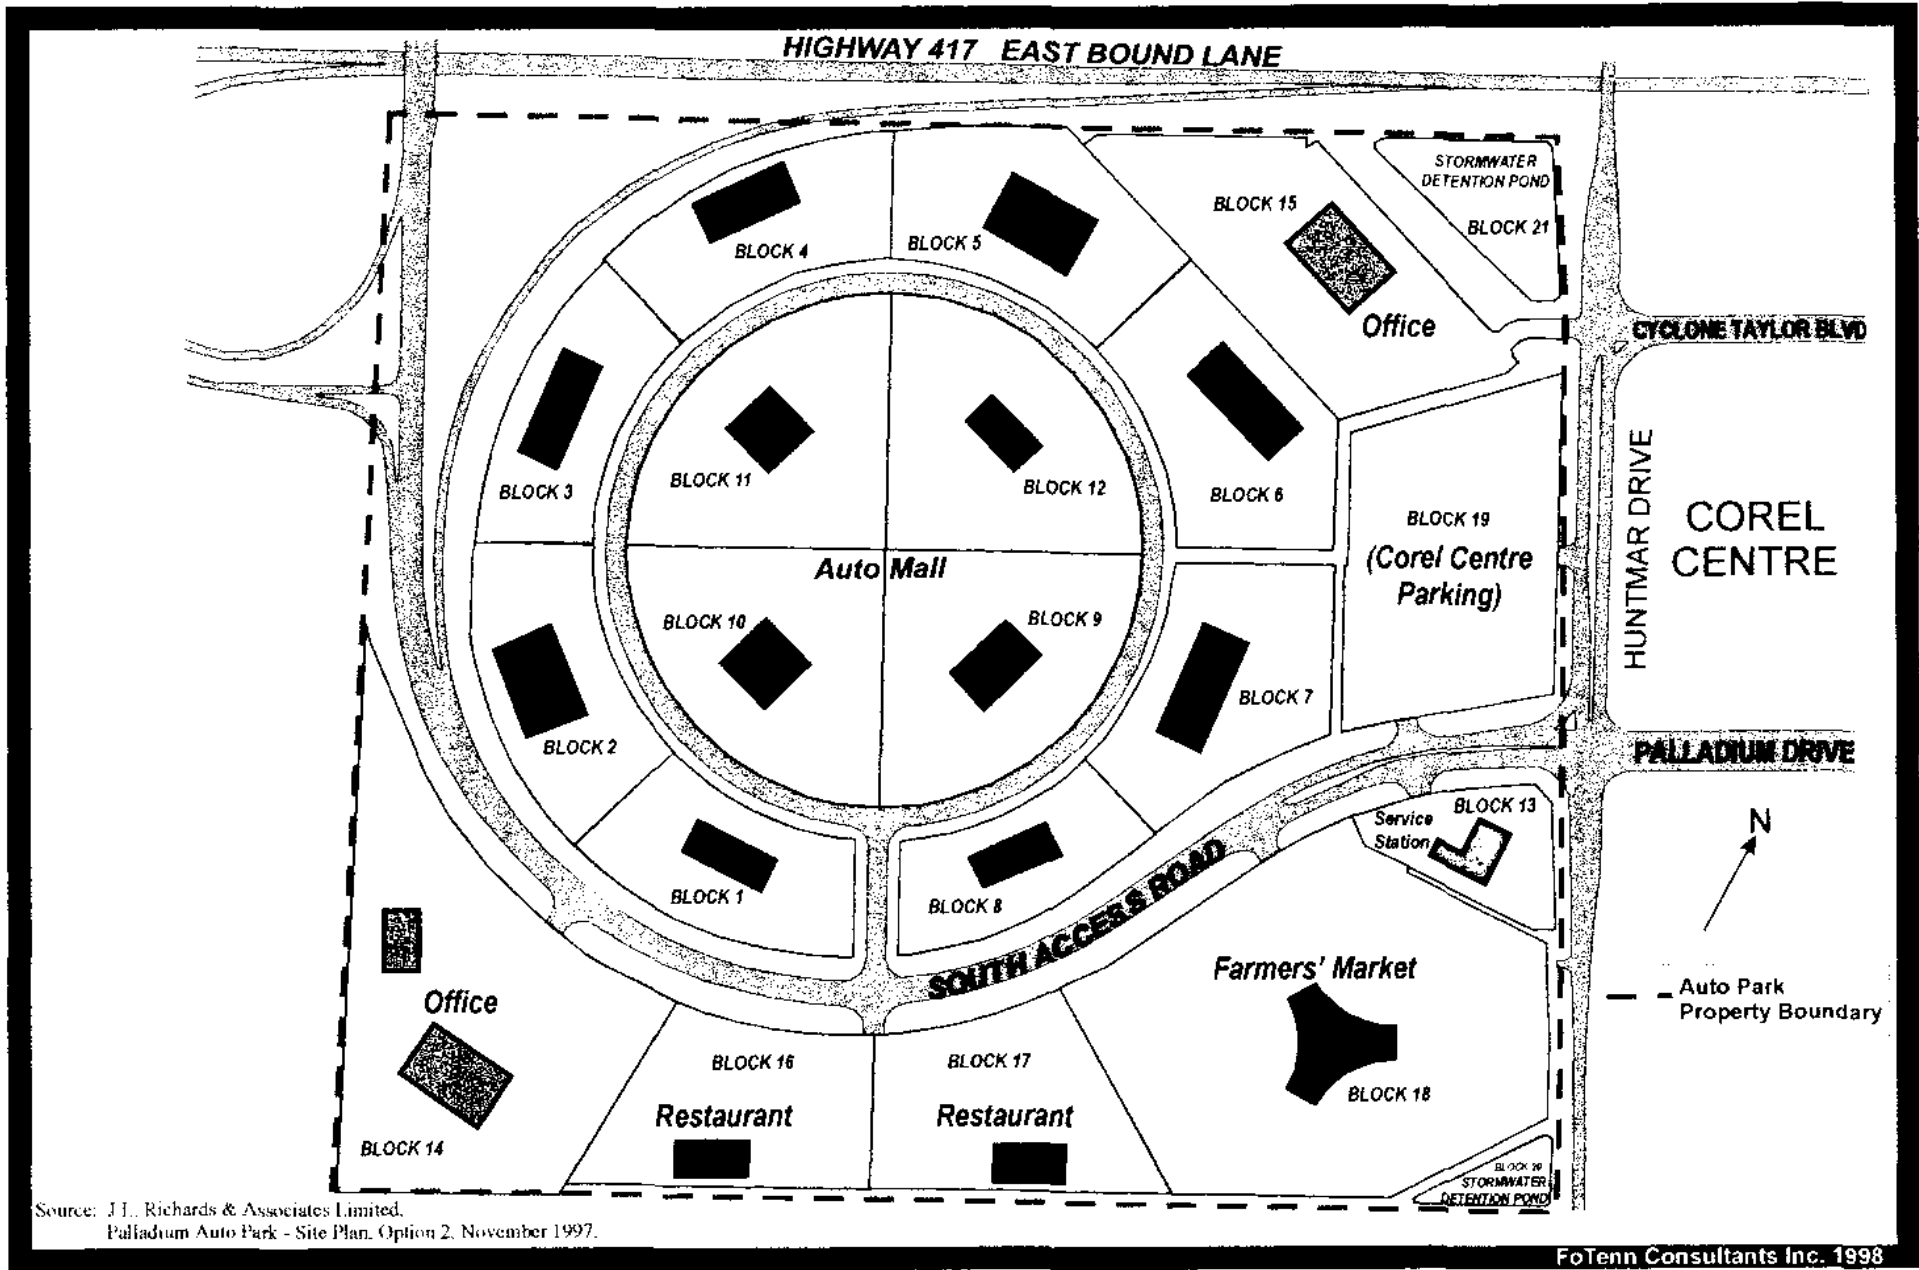 HIGHWAY 417 EAST BOUND LANE
STORMWATER
DETENTION POND
BLOCK 21
BLOCK 15
Office
BLOCK 4
BLOCK 5
CYCLONE TAYLOR BLVD
BLOCK 3
BLOCK 11
BLOCK 12
BLOCK 6
BLOCK 19
(Corel Centre
Parking)
HUNTMAR DRIVE
COREL
CENTRE
Auto Mall
BLOCK 10
BLOCK 9
BLOCK 2
BLOCK 7
PALLADIUM DRIVE
BLOCK 13
Service
Station
N
BLOCK 1
BLOCK 8
SOUTH ACCESS ROAD
Farmers' Market
BLOCK 18
Auto Park
Property Boundary
Office
BLOCK 14
BLOCK 16
Restaurant
BLOCK 17
Restaurant
BLOCK 20
STORMWATER
DETENTION POND
Source: J.L. Richards & Associates Limited.
Palladium Auto Park - Site Plan, Option 2, November 1997.
FoTenn Consultants Inc. 1998